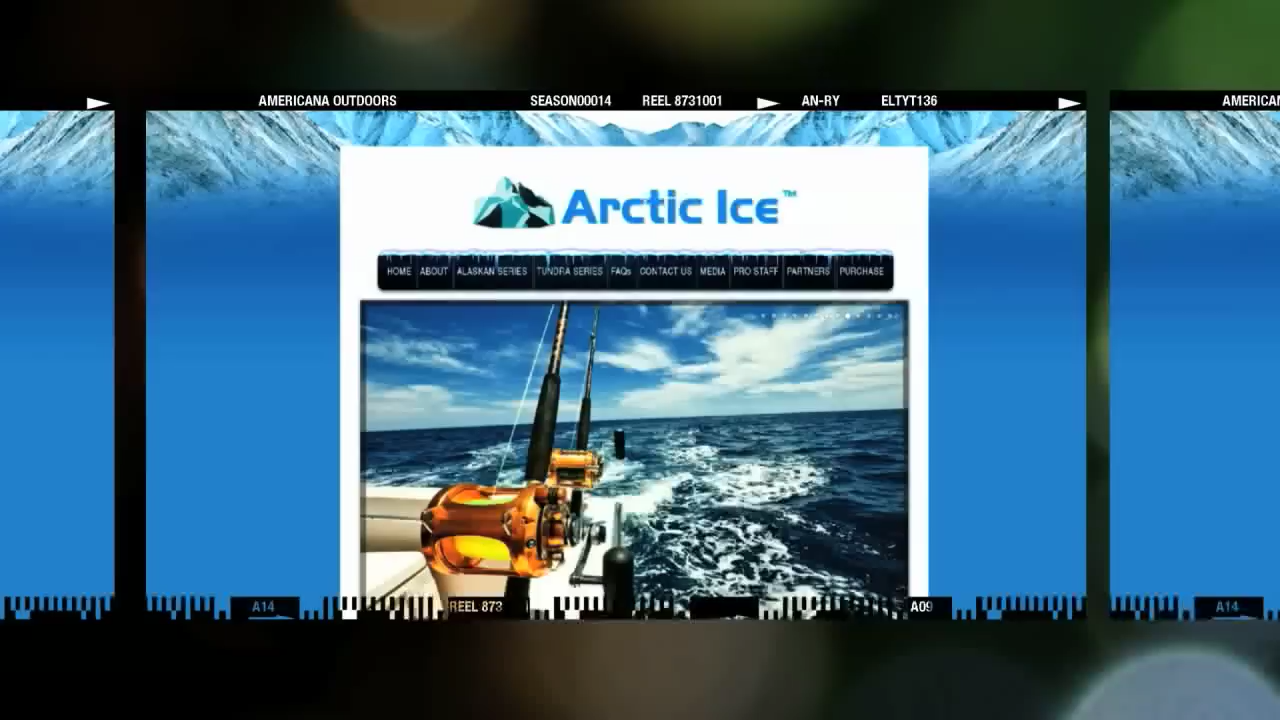 AMERICANA OUTDOORS SEASON00014 REEL 8731001 AN-RY ELTYT136 AMERICAN
Arctic Ice™
HOME ABOUT ALASKAN SERIES TUNDRA SERIES FAQs CONTACT US MEDIA PRO STAFF PARTNERS PURCHASE
A14 REEL 873 A09 A14